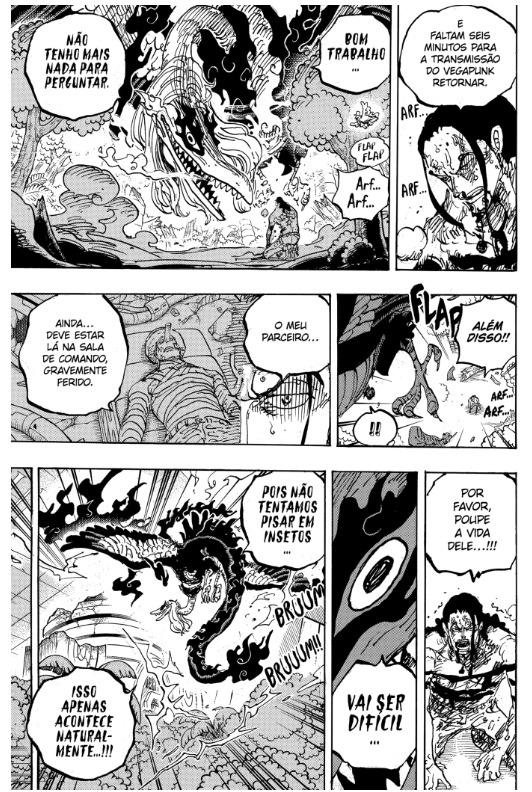 E
FALTAM SEIS
MINUTOS PARA
A TRANSMISSÃO
DO VEGAPUNK
RETORNAR.
ARF...
ARF...
BOM
TRABALHO
...
NÃO
TENHO MAIS
NADA PARA
PERGUNTAR.
FLAP
FLAP
Arf...
Arf...
ALÉM
DISSO!!
FLAP
ARF...
ARF...
!!
O MEU
PARCEIRO...
AINDA...
DEVE ESTAR
LÁ NA SALA
DE COMANDO,
GRAVEMENTE
FERIDO.
POR
FAVOR,
POUPE
A VIDA
DELE...!!!
VAI SER
DIFÍCIL
...
POIS NÃO
TENTAMOS
PISAR EM
INSETOS
...
BRUUM
BRUUUM!!
ISSO
APENAS
ACONTECE
NATURAL-
MENTE...!!!